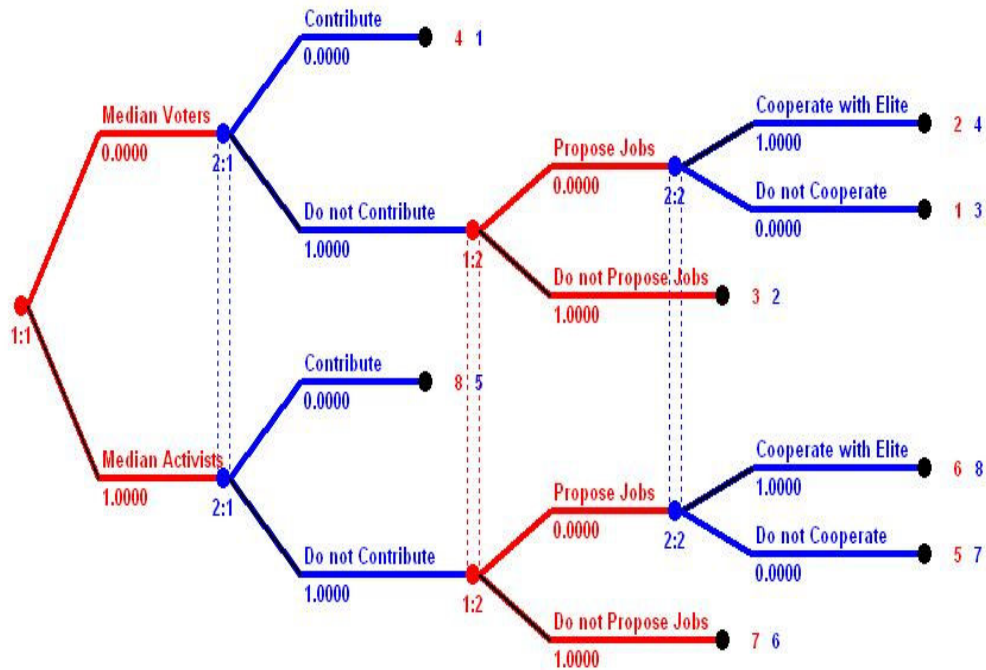 Contribute
0.0000
4 1
Median Voters
0.0000
2:1
Do not Contribute
1.0000
1:2
Propose Jobs
0.0000
2:2
Cooperate with Elite
1.0000
2 4
Do not Cooperate
0.0000
1 3
Do not Propose Jobs
1.0000
3 2
1:1
Contribute
0.0000
8 5
Median Activists
1.0000
2:1
Do not Contribute
1.0000
1:2
Propose Jobs
0.0000
2:2
Cooperate with Elite
1.0000
6 8
Do not Cooperate
0.0000
5 7
Do not Propose Jobs
1.0000
7 6